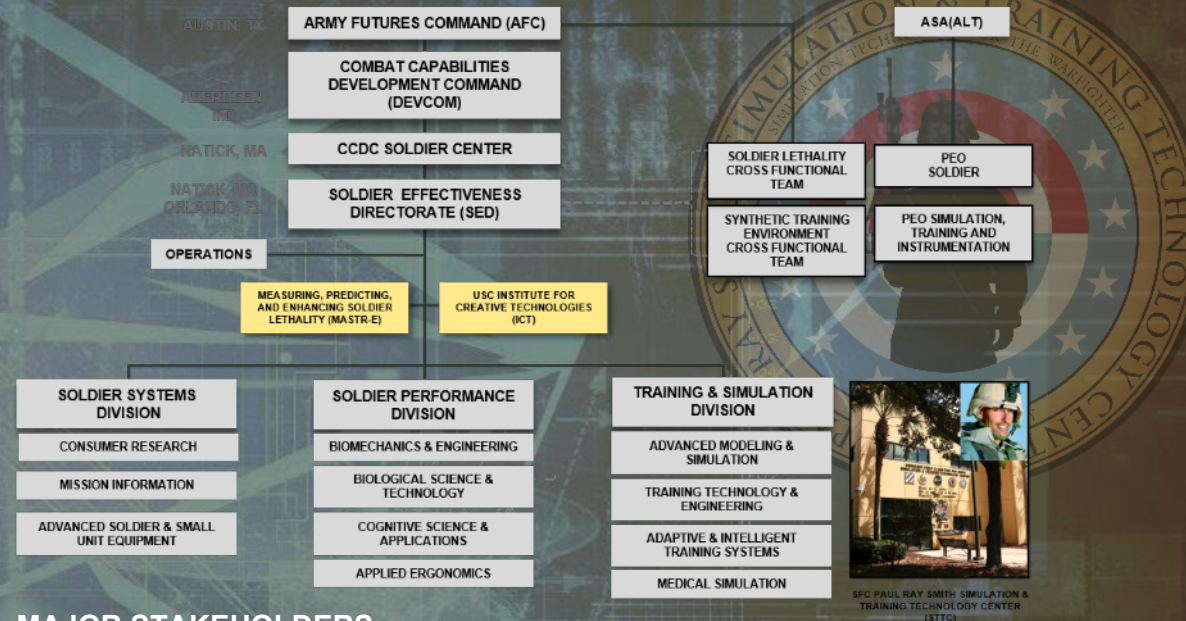 AUSTIN, TX
ARMY FUTURES COMMAND (AFC)
ASA(ALT)
COMBAT CAPABILITIES
DEVELOPMENT COMMAND
(DEVCOM)
NATICK, MA
CCDC SOLDIER CENTER
SOLDIER LETHALITY
CROSS FUNCTIONAL
TEAM
PEO
SOLDIER
NATICK, MA
ORLANDO, FL
SOLDIER EFFECTIVENESS
DIRECTORATE (SED)
SYNTHETIC TRAINING
ENVIRONMENT
CROSS FUNCTIONAL
TEAM
PEO SIMULATION,
TRAINING AND
INSTRUMENTATION
OPERATIONS
MEASURING, PREDICTING,
AND ENHANCING SOLDIER
LETHALITY (MASTR-E)
USC INSTITUTE FOR
CREATIVE TECHNOLOGIES
(ICT)
SOLDIER SYSTEMS
DIVISION
CONSUMER RESEARCH
MISSION INFORMATION
ADVANCED SOLDIER & SMALL
UNIT EQUIPMENT
SOLDIER PERFORMANCE
DIVISION
BIOMECHANICS & ENGINEERING
BIOLOGICAL SCIENCE &
TECHNOLOGY
COGNITIVE SCIENCE &
APPLICATIONS
APPLIED ERGONOMICS
TRAINING & SIMULATION
DIVISION
ADVANCED MODELING &
SIMULATION
TRAINING TECHNOLOGY &
ENGINEERING
ADAPTIVE & INTELLIGENT
TRAINING SYSTEMS
MEDICAL SIMULATION
SFC PAUL RAY SMITH SIMULATION &
TRAINING TECHNOLOGY CENTER
(STTC)
MAJOR STAKEHOLDERS